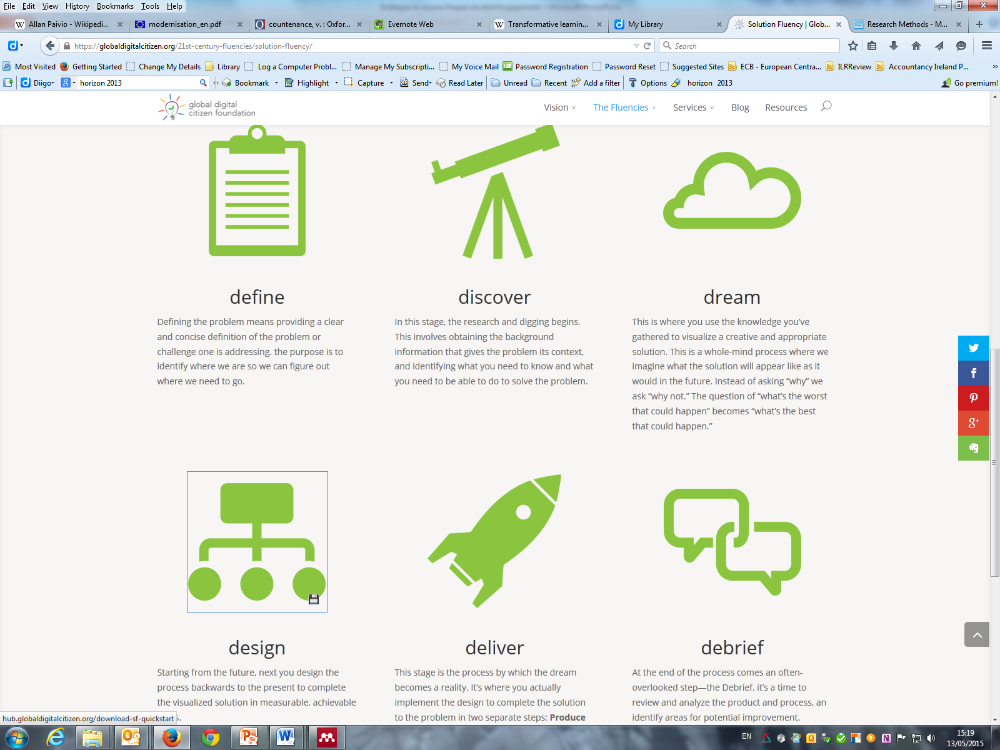 Strategies to ensure Deeper student Engagement - Microsoft PowerPoint
File Edit View History Bookmarks Tools Help
Allan Paivio - Wikipedi...
modernisation_en.pdf
countenance, v. : Oxfor...
Evernote Web
Transformative learnin...
My Library
Solution Fluency | Glob...
Research Methods - M...
https://globaldigitalcitizen.org/21st-century-fluencies/solution-fluency/
Search
Most Visited Getting Started Change My Details Library Log a Computer Probl... Manage My Subscripti... My Voice Mail Password Registration Password Reset Suggested Sites ECB - European Centra... ILRReview Accountancy Ireland P... »
Diigo horizon 2013 Bookmark Highlight Capture Send Read Later Unread Recent Add a filter Options horizon 2013 Go premium!
global digital
citizen foundation
Vision The Fluencies Services Blog Resources
define
Defining the problem means providing a clear
and concise definition of the problem or
challenge one is addressing. the purpose is to
identify where we are so we can figure out
where we need to go.
discover
In this stage, the research and digging begins.
This involves obtaining the background
information that gives the problem its context,
and identifying what you need to know and what
you need to be able to do to solve the problem.
dream
This is where you use the knowledge you’ve
gathered to visualize a creative and appropriate
solution. This is a whole-mind process where we
imagine what the solution will appear like as it
would in the future. Instead of asking “why” we
ask “why not.” The question of “what’s the worst
that could happen” becomes “what’s the best
that could happen.”
design
Starting from the future, next you design the
process backwards to the present to complete
the visualized solution in measurable, achievable
s.
deliver
This stage is the process by which the dream
becomes a reality. It’s where you actually
implement the design to complete the solution
to the problem in two separate steps: Produce
debrief
At the end of the process comes an often-
overlooked step—the Debrief. it’s a time to
review and analyze the product and process, an
identify areas for potential improvement.
hub.globaldigitalcitizen.org/download-sf-quickstart
EN
15:19
13/05/2015